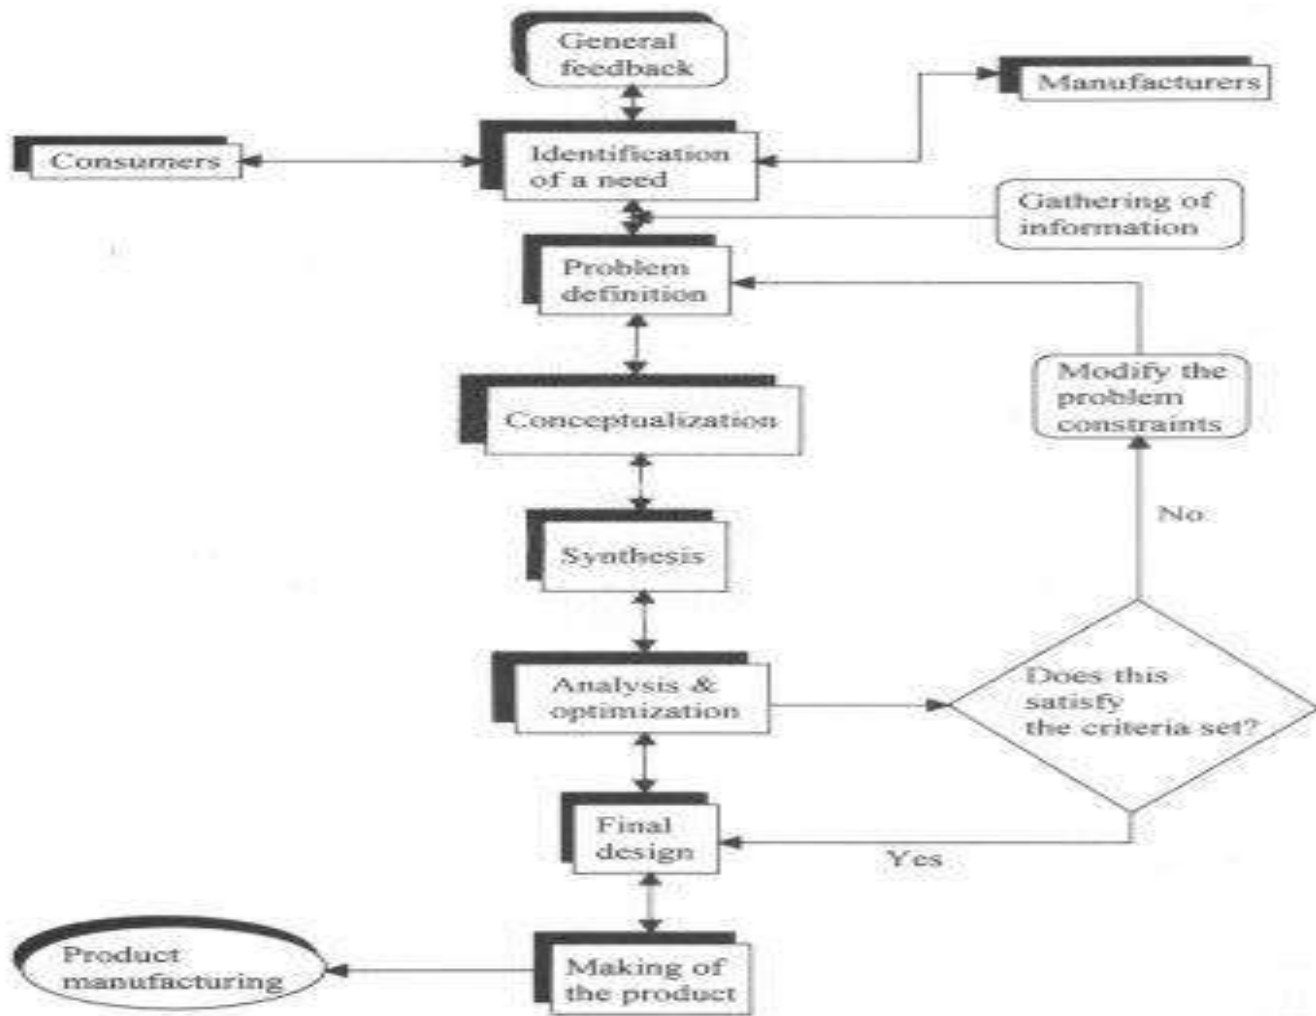 General
feedback
Manufacturers
Consumers
Identification
of a need
Gathering of
information
Problem
definition
Modify the
problem
constraints
Conceptualization
No
Synthesis
Does this
satisfy
the criteria set?
Analysis &
optimization
Final
design
Yes
Product
manufacturing
Making of
the product